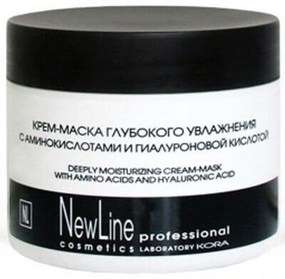 КРЕМ-МАСКА ГЛУБОКОГО УВЛАЖНЕНИЯ
С АМИНОКИСЛОТАМИ И ГИАЛУРОНОВОЙ КИСЛОТОЙ
DEEPLY MOISTURIZING CREAM-MASK
WITH AMINO ACIDS AND HYALURONIC ACID
NL
NewLine professional
cosmetics LABORATORY KORA